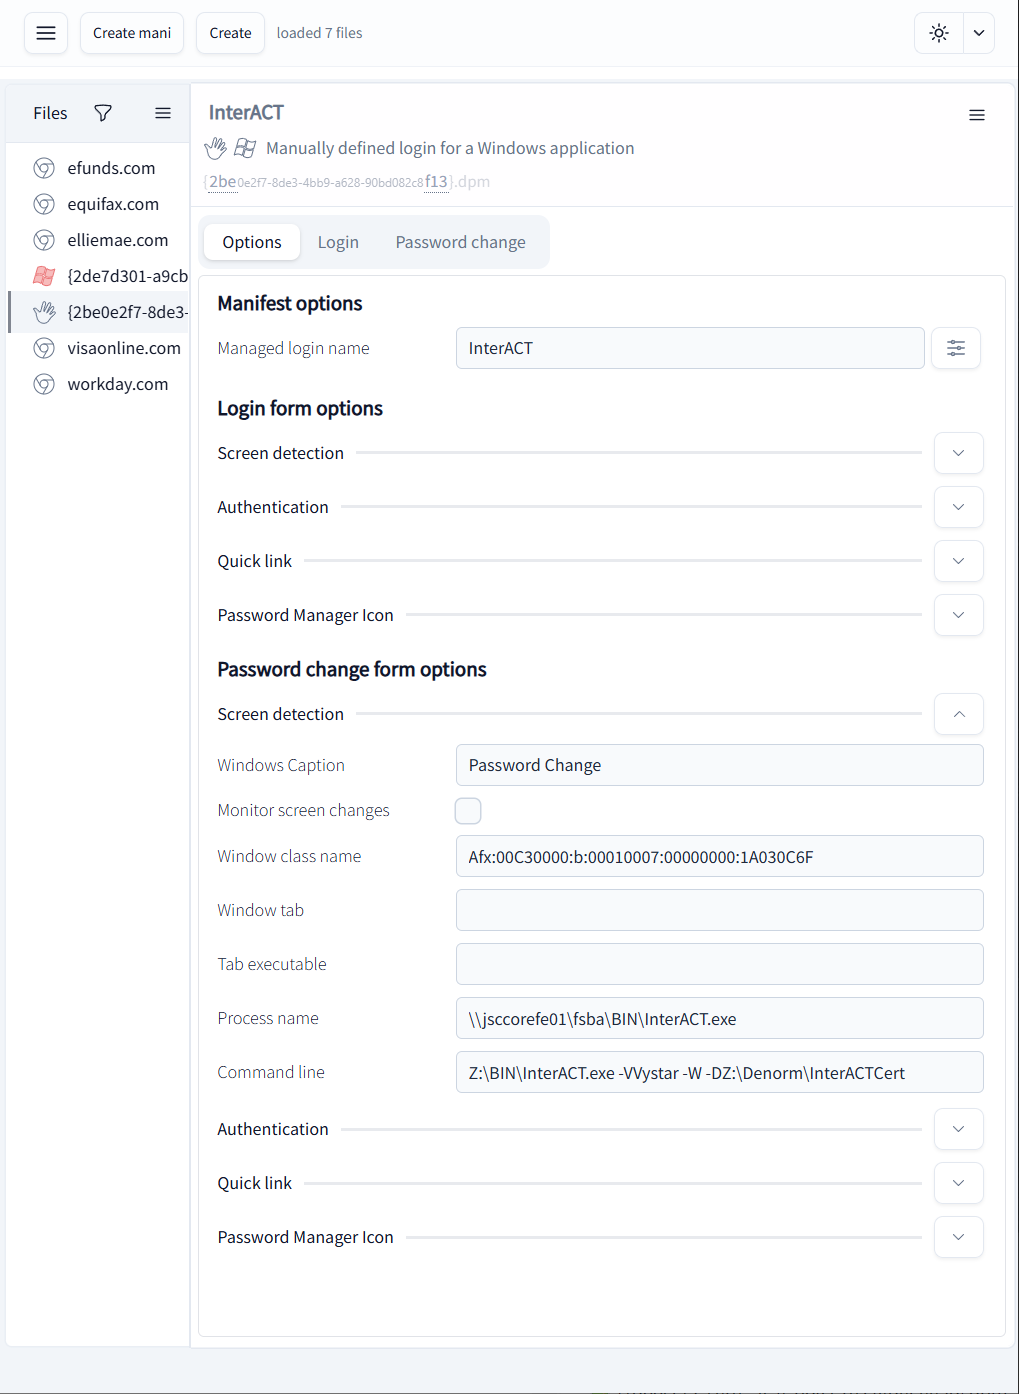 Create mani
Create
loaded 7 files
Files
efunds.com
equifax.com
elliemae.com
{2de7d301-a9cb
{2be0e2f7-8de3-
visaonline.com
workday.com
InterACT
Manually defined login for a Windows application
{2be0e2f7-8de3-4bb9-a628-90bd082c8f13}.dpm
Options
Login
Password change
Manifest options
Managed login name
InterACT
Login form options
Screen detection
Authentication
Quick link
Password Manager Icon
Password change form options
Screen detection
Windows Caption
Password Change
Monitor screen changes
Window class name
Afx:00C30000:b:00010007:00000000:1A030C6F
Window tab
Tab executable
Process name
\\jsccorefe01\fsba\BIN\InterACT.exe
Command line
Z:\BIN\InterACT.exe -VVystar -W -DZ:\Denorm\InterACTCert
Authentication
Quick link
Password Manager Icon